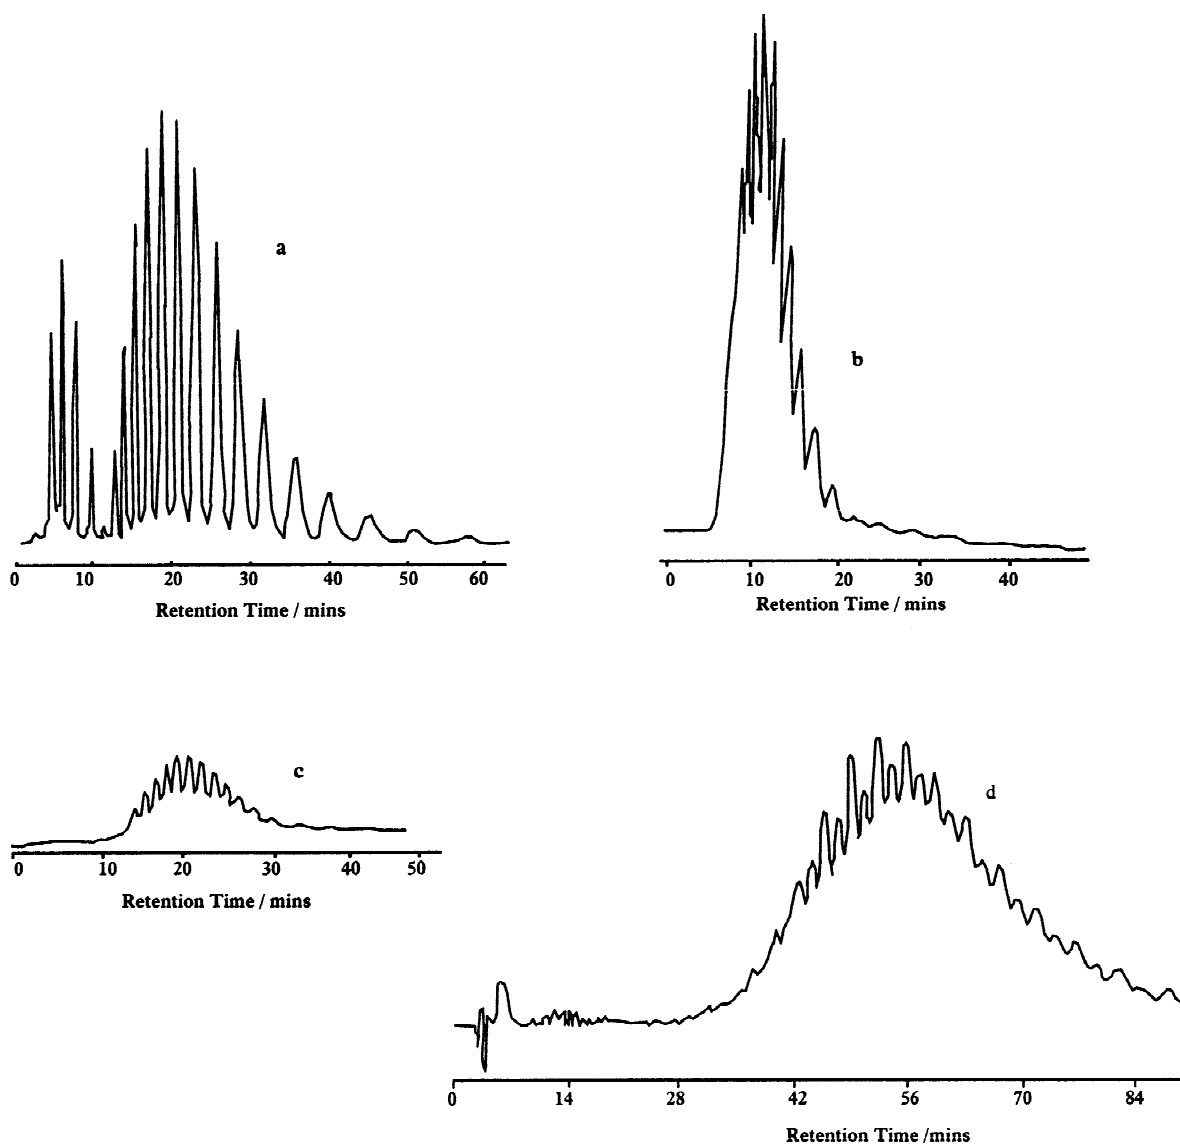 a
0 10 20 30 40 50 60
Retention Time / mins
b
0 10 20 30 40
Retention Time / mins
c
0 10 20 30 40 50
Retention Time / mins
d
0 14 28 42 56 70 84
Retention Time /mins